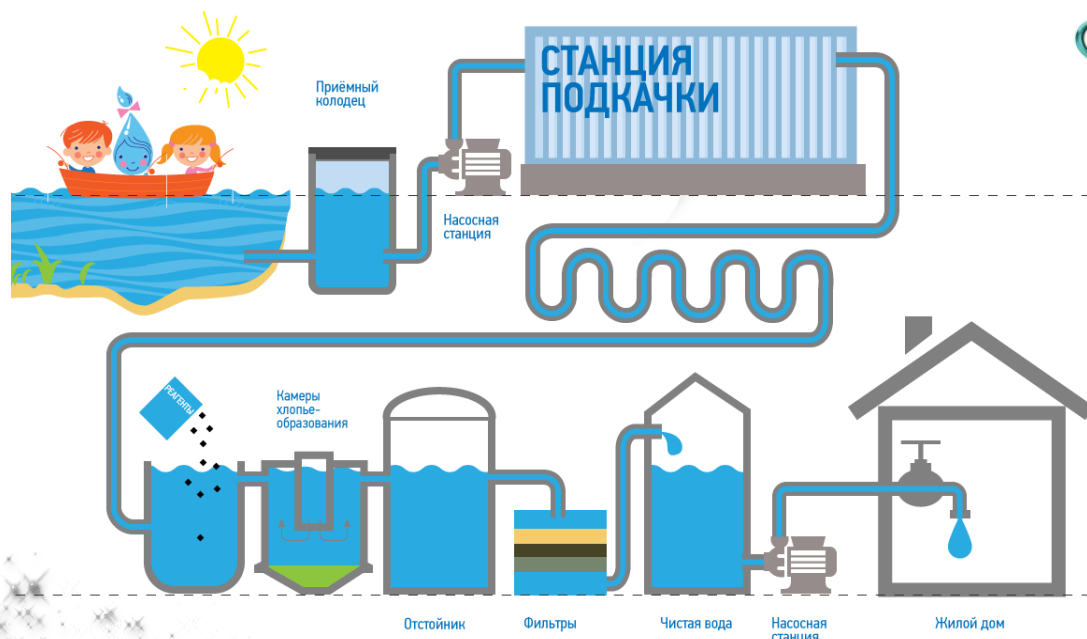 Приёмный
колодец
СТАНЦИЯ
ПОДКАЧКИ
Насосная
станция
РЕАГЕНТЫ
Камеры
хлопье-
образования
Отстойник
Фильтры
Чистая вода
Насосная
станция
Жилой дом